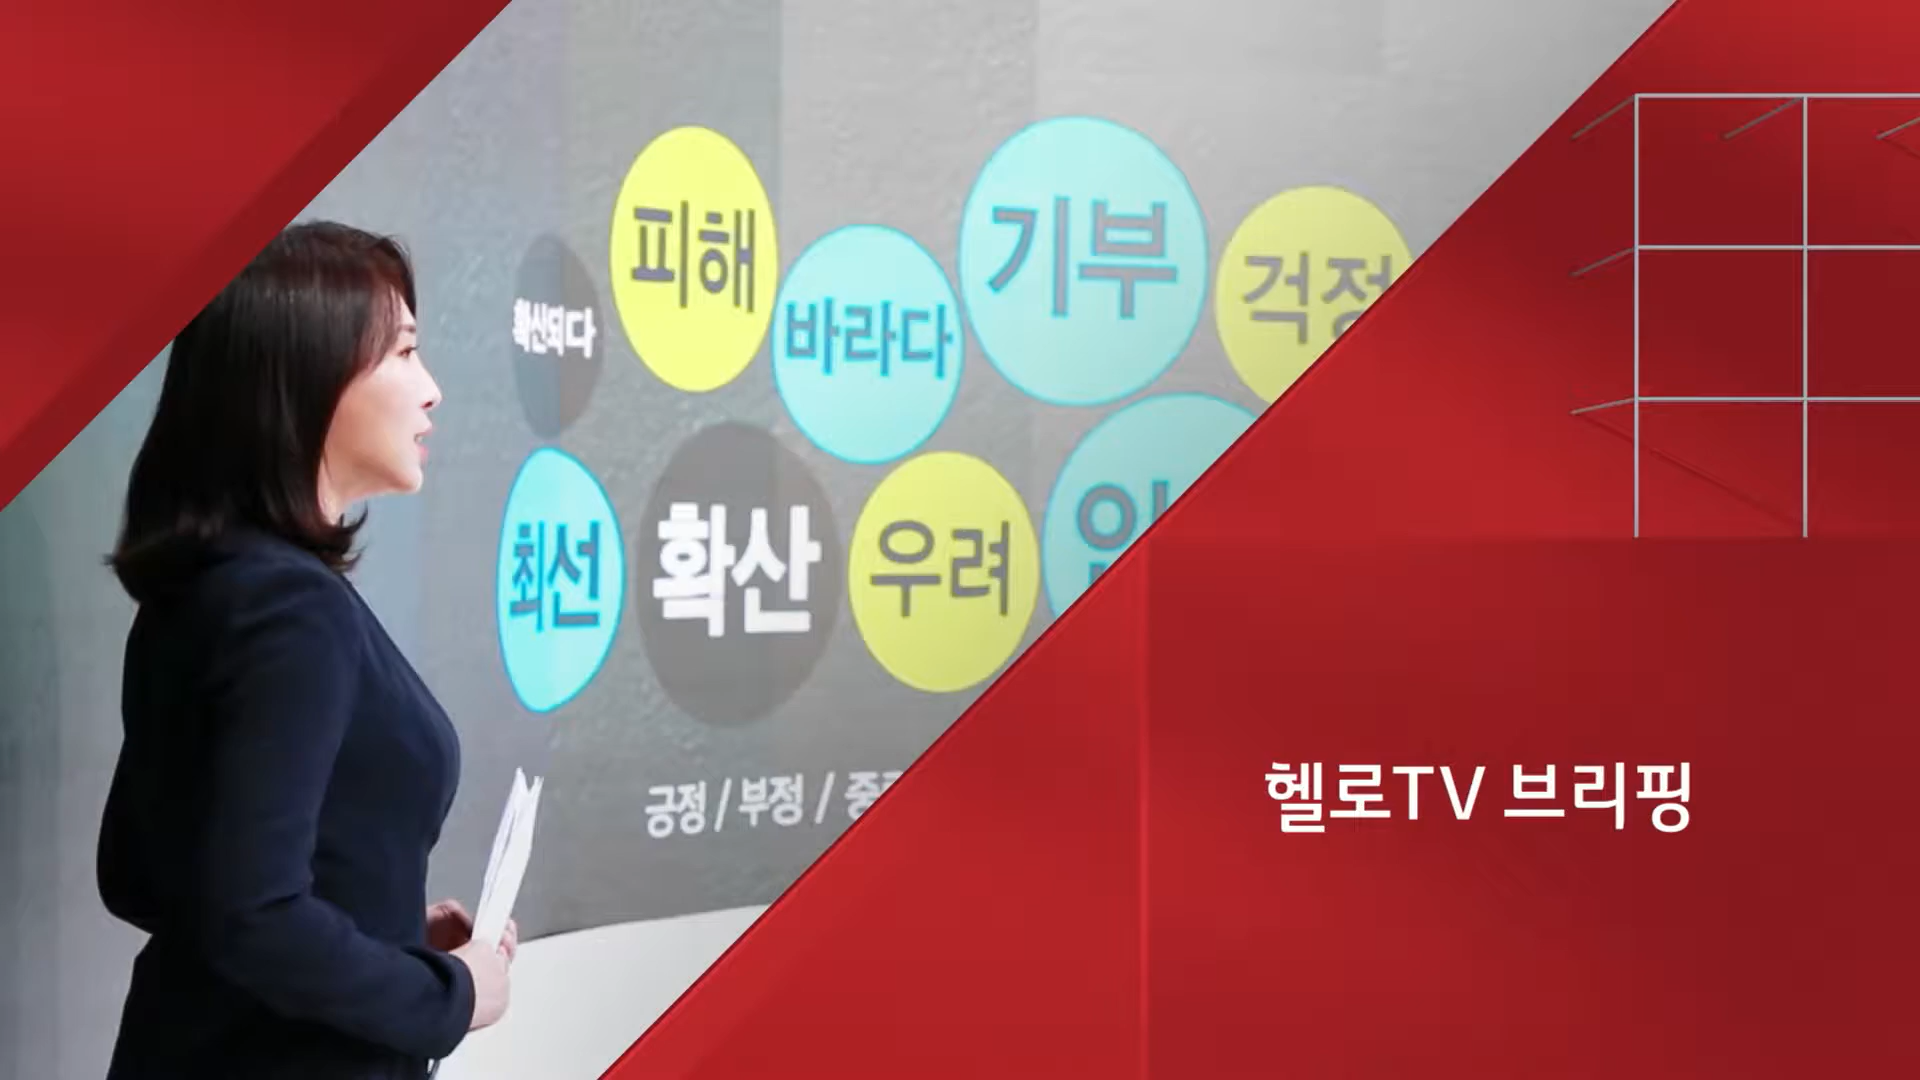 피해
기부
바라다
걱정
확산되다
최선
확산
우려
긍정 / 부정 /
헬로TV 브리핑